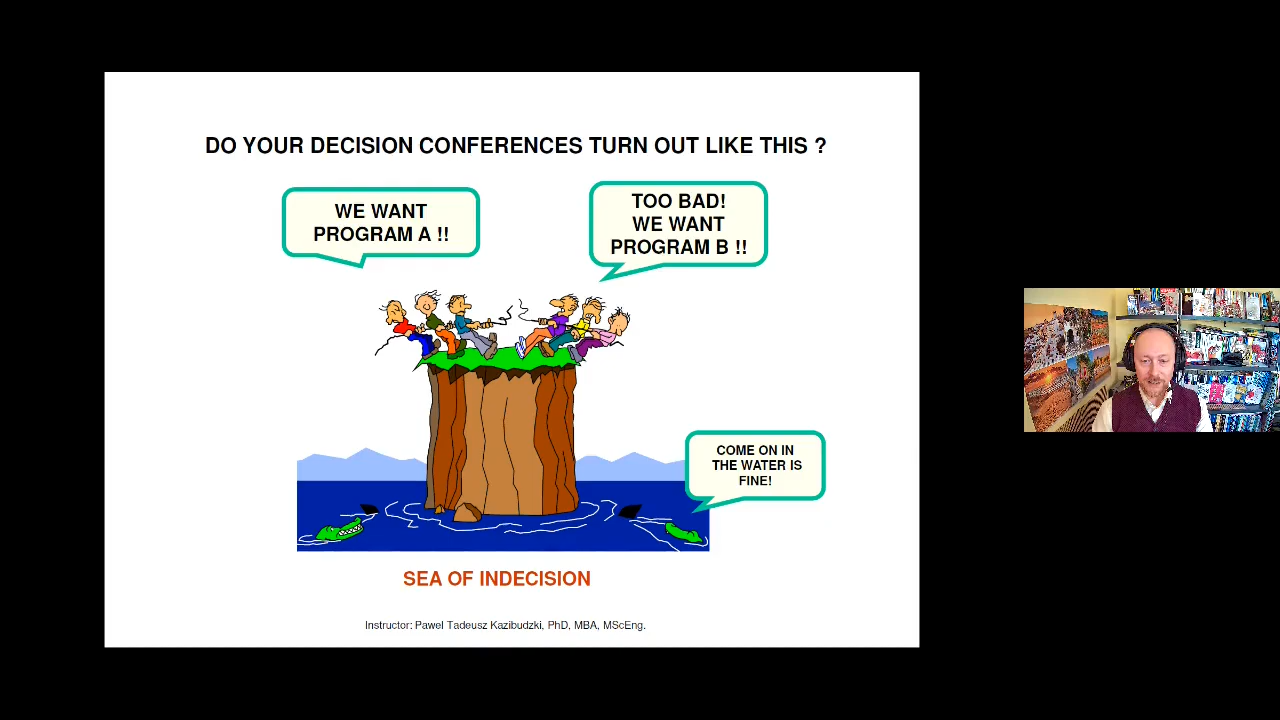 DO YOUR DECISION CONFERENCES TURN OUT LIKE THIS ?
WE WANT
PROGRAM A !!
TOO BAD!
WE WANT
PROGRAM B !!
COME ON IN
THE WATER IS
FINE!
SEA OF INDECISION
Instructor: Pawel Tadeusz Kazibudzki, PhD, MBA, MScEng.